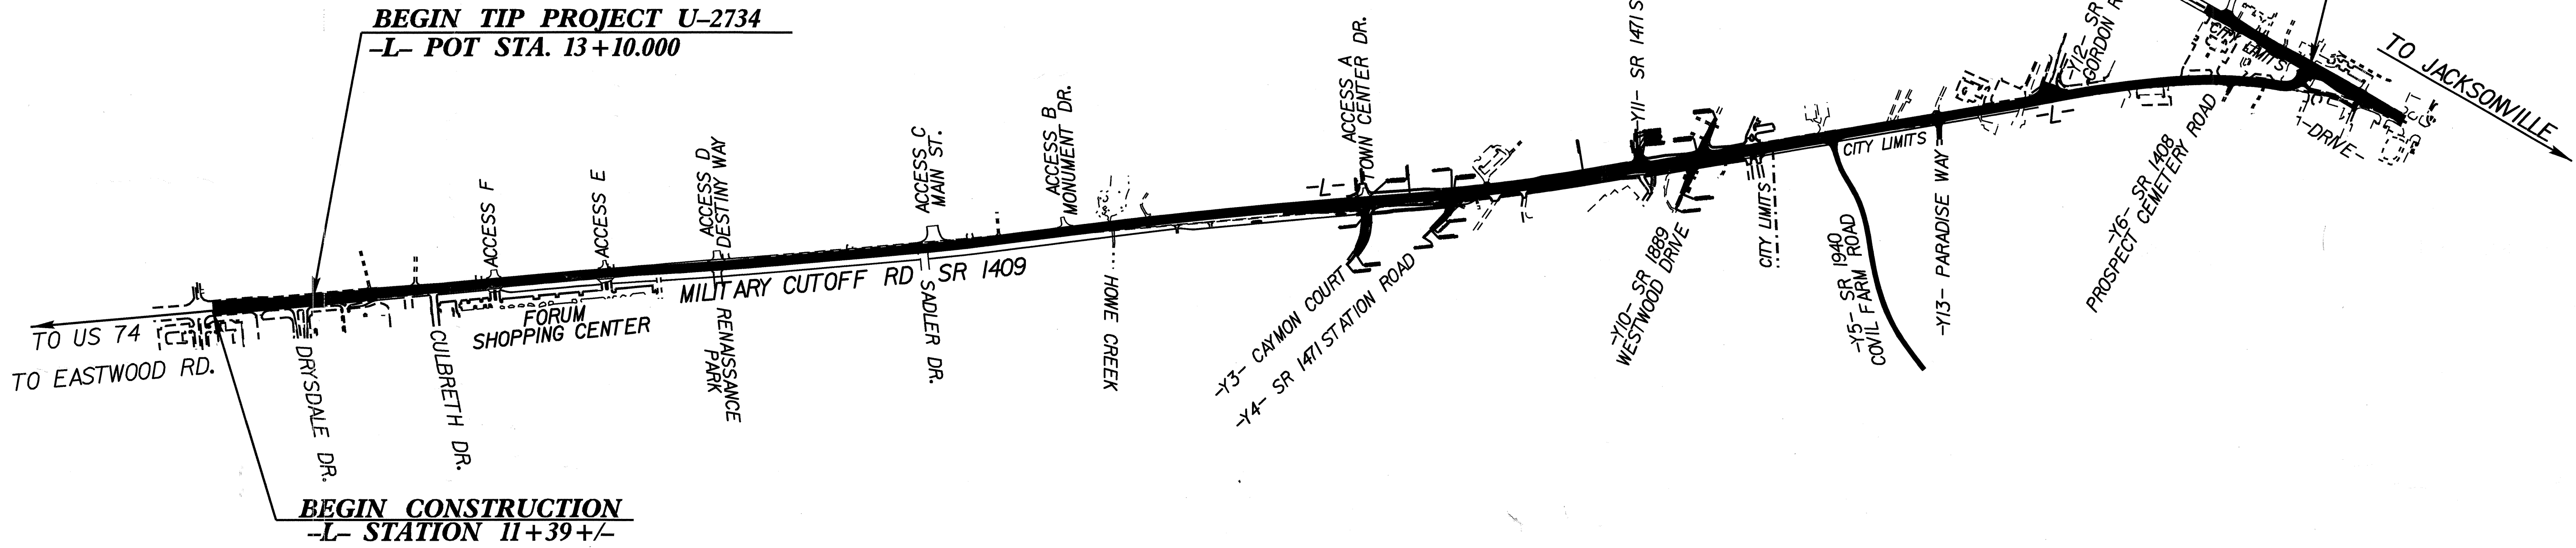 BEGIN TIP PROJECT U-2734
-L- POT STA. 13+10.000
TO US 74
TO EASTWOOD RD.
BEGIN CONSTRUCTION
-L- STATION 11+39+/-
DRYSDALE DR.
CULBRETH DR.
ACCESS F
FORUM
SHOPPING CENTER
ACCESS E
ACCESS D
DESTINY WAY
RENAISSANCE
PARK
MILITARY CUTOFF RD SR 1409
ACCESS C
MAIN ST.
SADLER DR.
ACCESS B
MONUMENT DR.
HOWE CREEK
-L-
ACCESS A
TOWN CENTER DR.
-Y3- CAYMON COURT
-Y4- SR 1471 STATION ROAD
-Y11- SR 1471 S
-Y10- SR 1889
WESTWOOD DRIVE
CITY LIMITS
-Y5- SR 1940
COVIL FARM ROAD
CITY LIMITS
-Y13- PARADISE WAY
-L-
-Y12- SR
GORDON R
-Y6- SR 1408
PROSPECT CEMETERY ROAD
CITY LIMITS
-DRIVE-
TO JACKSONVILLE